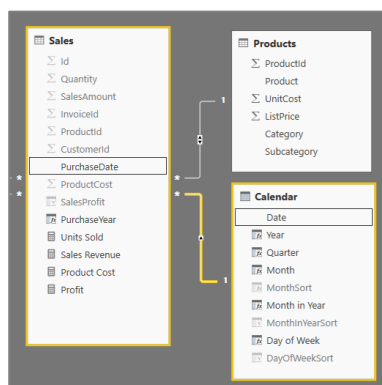 Sales
Id
Quantity
SalesAmount
InvoiceId
ProductId
CustomerId
PurchaseDate
ProductCost
SalesProfit
PurchaseYear
Units Sold
Sales Revenue
Product Cost
Profit
*
*
*
*
1
1
Products
ProductId
Product
UnitCost
ListPrice
Category
Subcategory
Calendar
Date
Year
Quarter
Month
MonthSort
Month in Year
MonthInYearSort
Day of Week
DayOfWeekSort